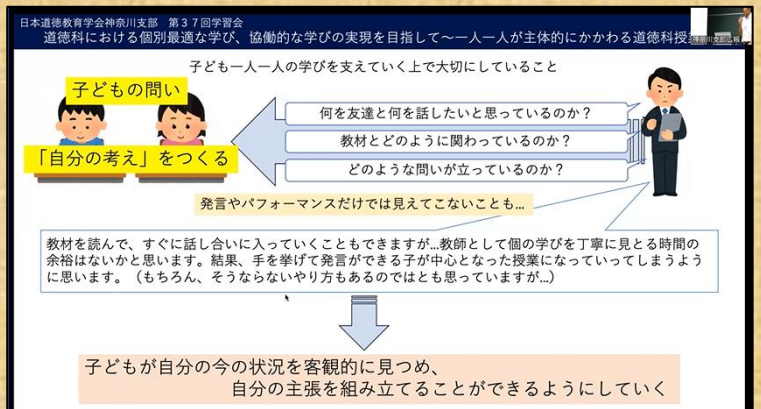 日本道徳教育学会神奈川支部　第３７回学習会
道徳科における個別最適な学び、協働的な学びの実現を目指して～一人一人が主体的にかかわる道徳科授
神奈川支部広報
子ども一人一人の学びを支えていく上で大切にしていること
子どもの問い
何を友達と何を話したいと思っているのか？
教材とどのように関わっているのか？
「自分の考え」をつくる
どのような問いが立っているのか？
発言やパフォーマンスだけでは見えてこないことも…
教材を読んで、すぐに話し合いに入っていくこともできますが…教師として個の学びを丁寧に見とる時間の
余裕はないかと思います。結果、手を挙げて発言ができる子が中心となった授業になっていってしまうよう
に思います。（もちろん、そうならないやり方もあるのではとも思っていますが…）
子どもが自分の今の状況を客観的に見つめ、
自分の主張を組み立てることができるようにしていく